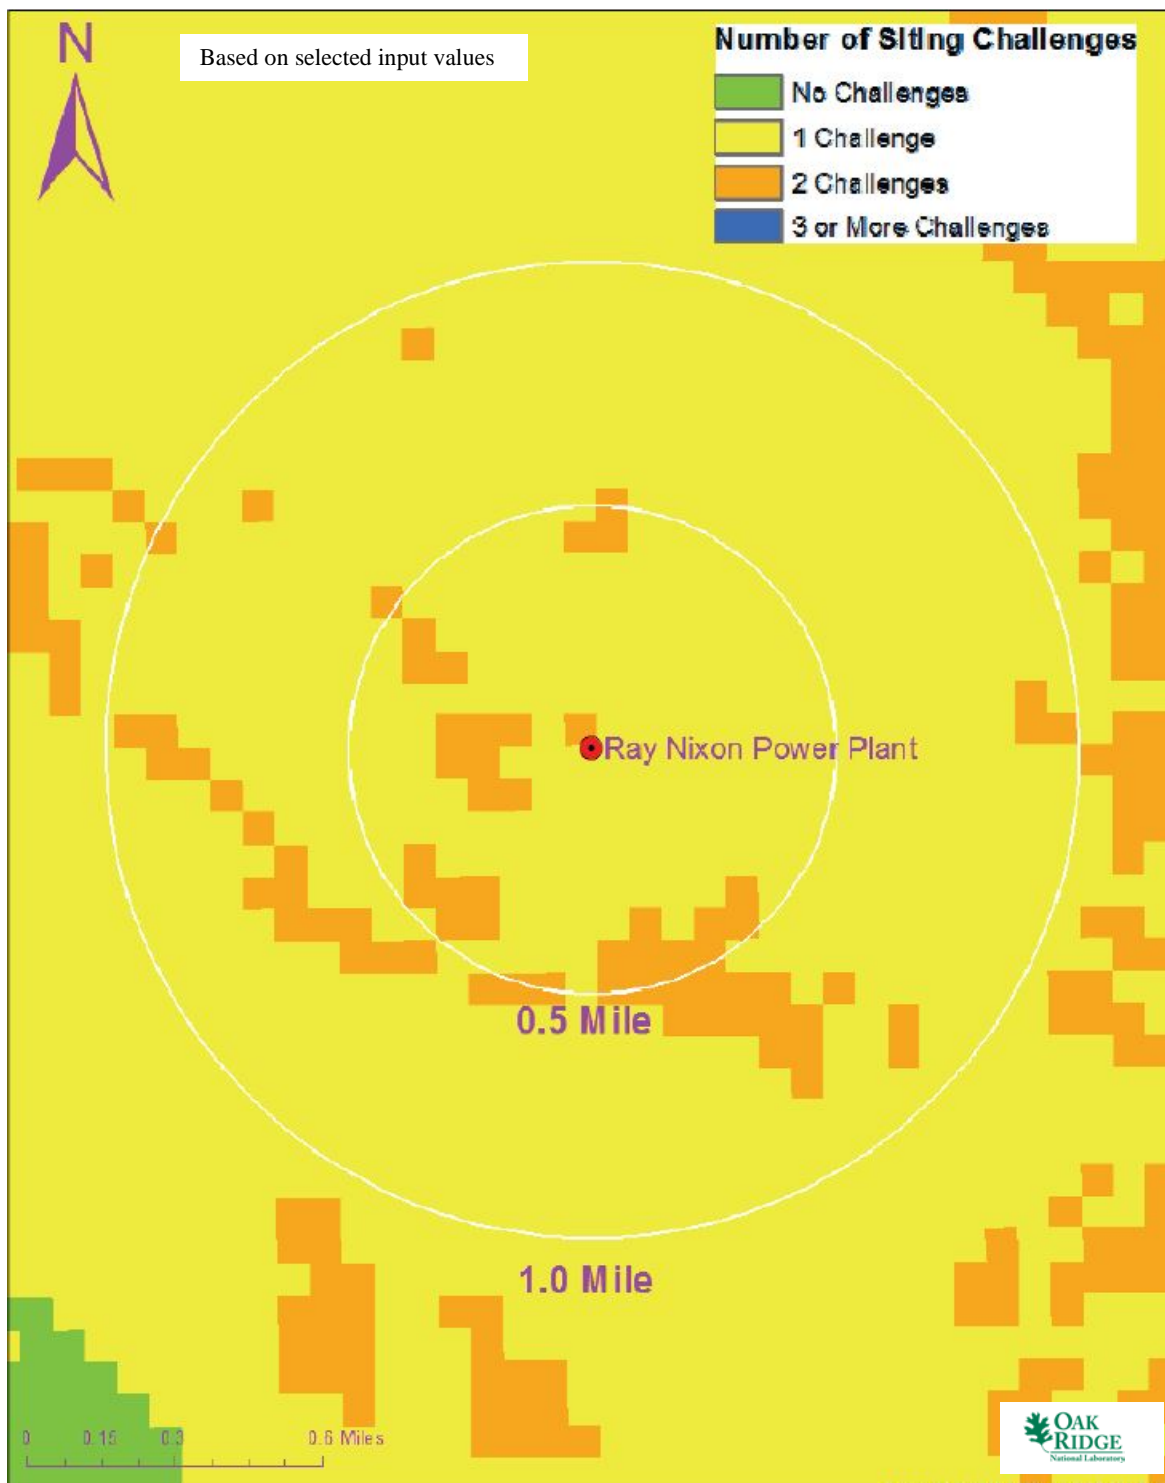 N
Based on selected input values
Number of Siting Challenges
No Challenges
1 Challenge
2 Challenges
3 or More Challenges
Ray Nixon Power Plant
0.5 Mile
1.0 Mile
0 0.15 0.3 0.6 Miles
OAK
RIDGE
National Laboratory